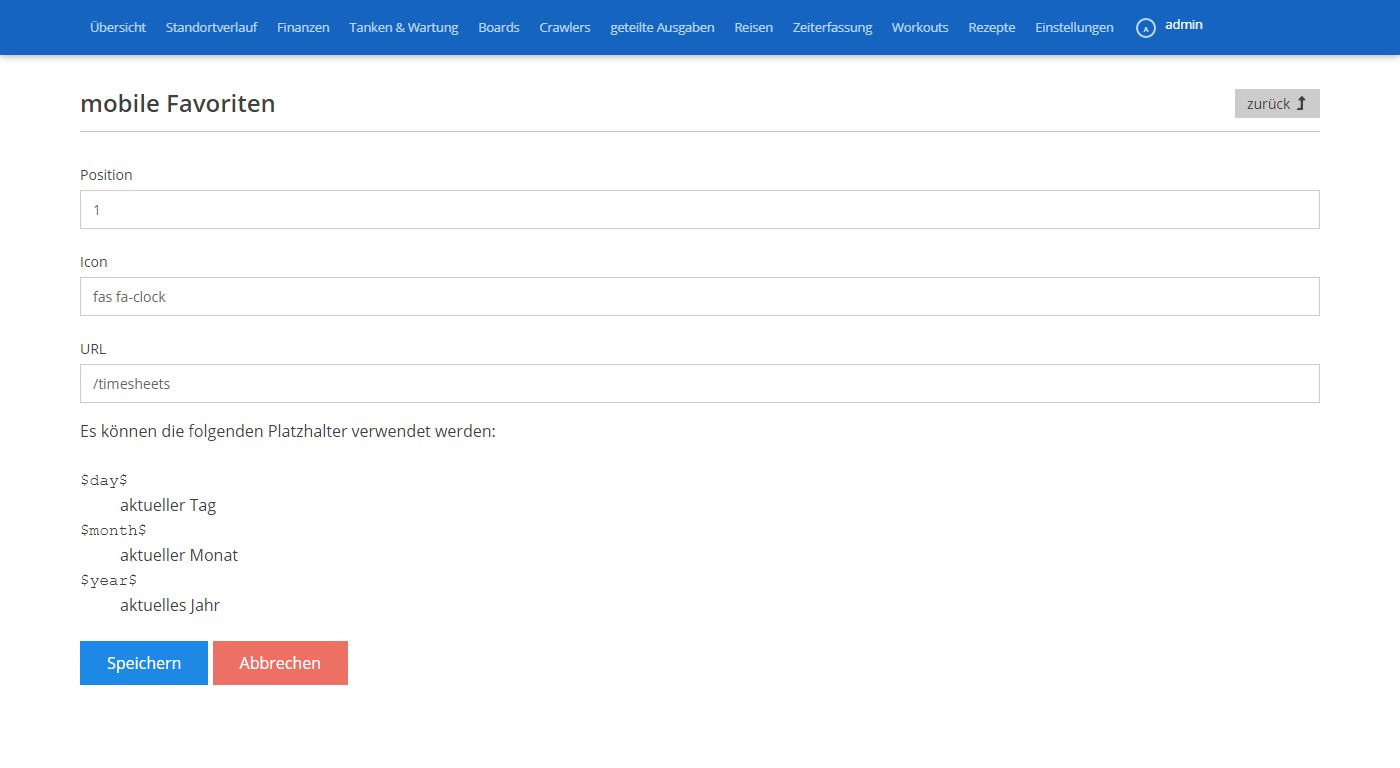 Übersicht Standortverlauf Finanzen Tanken & Wartung Boards Crawlers geteilte Ausgaben Reisen Zeiterfassung Workouts Rezepte Einstellungen A admin
mobile Favoriten zurück
Position
1
Icon
fas fa-clock
URL
/timesheets
Es können die folgenden Platzhalter verwendet werden:
$day$
aktueller Tag
$month$
aktueller Monat
$year$
aktuelles Jahr
Speichern Abbrechen